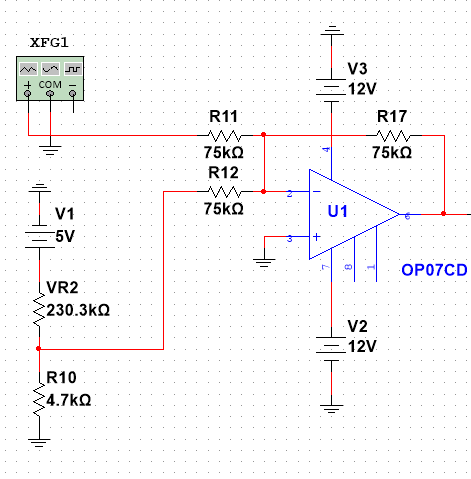 XFG1
COM
V3
12V
R11
75kΩ
R17
75kΩ
4
R12
75kΩ
2
U1
3
6
7
8
1
OP07CD
V1
5V
VR2
230.3kΩ
V2
12V
R10
4.7kΩ